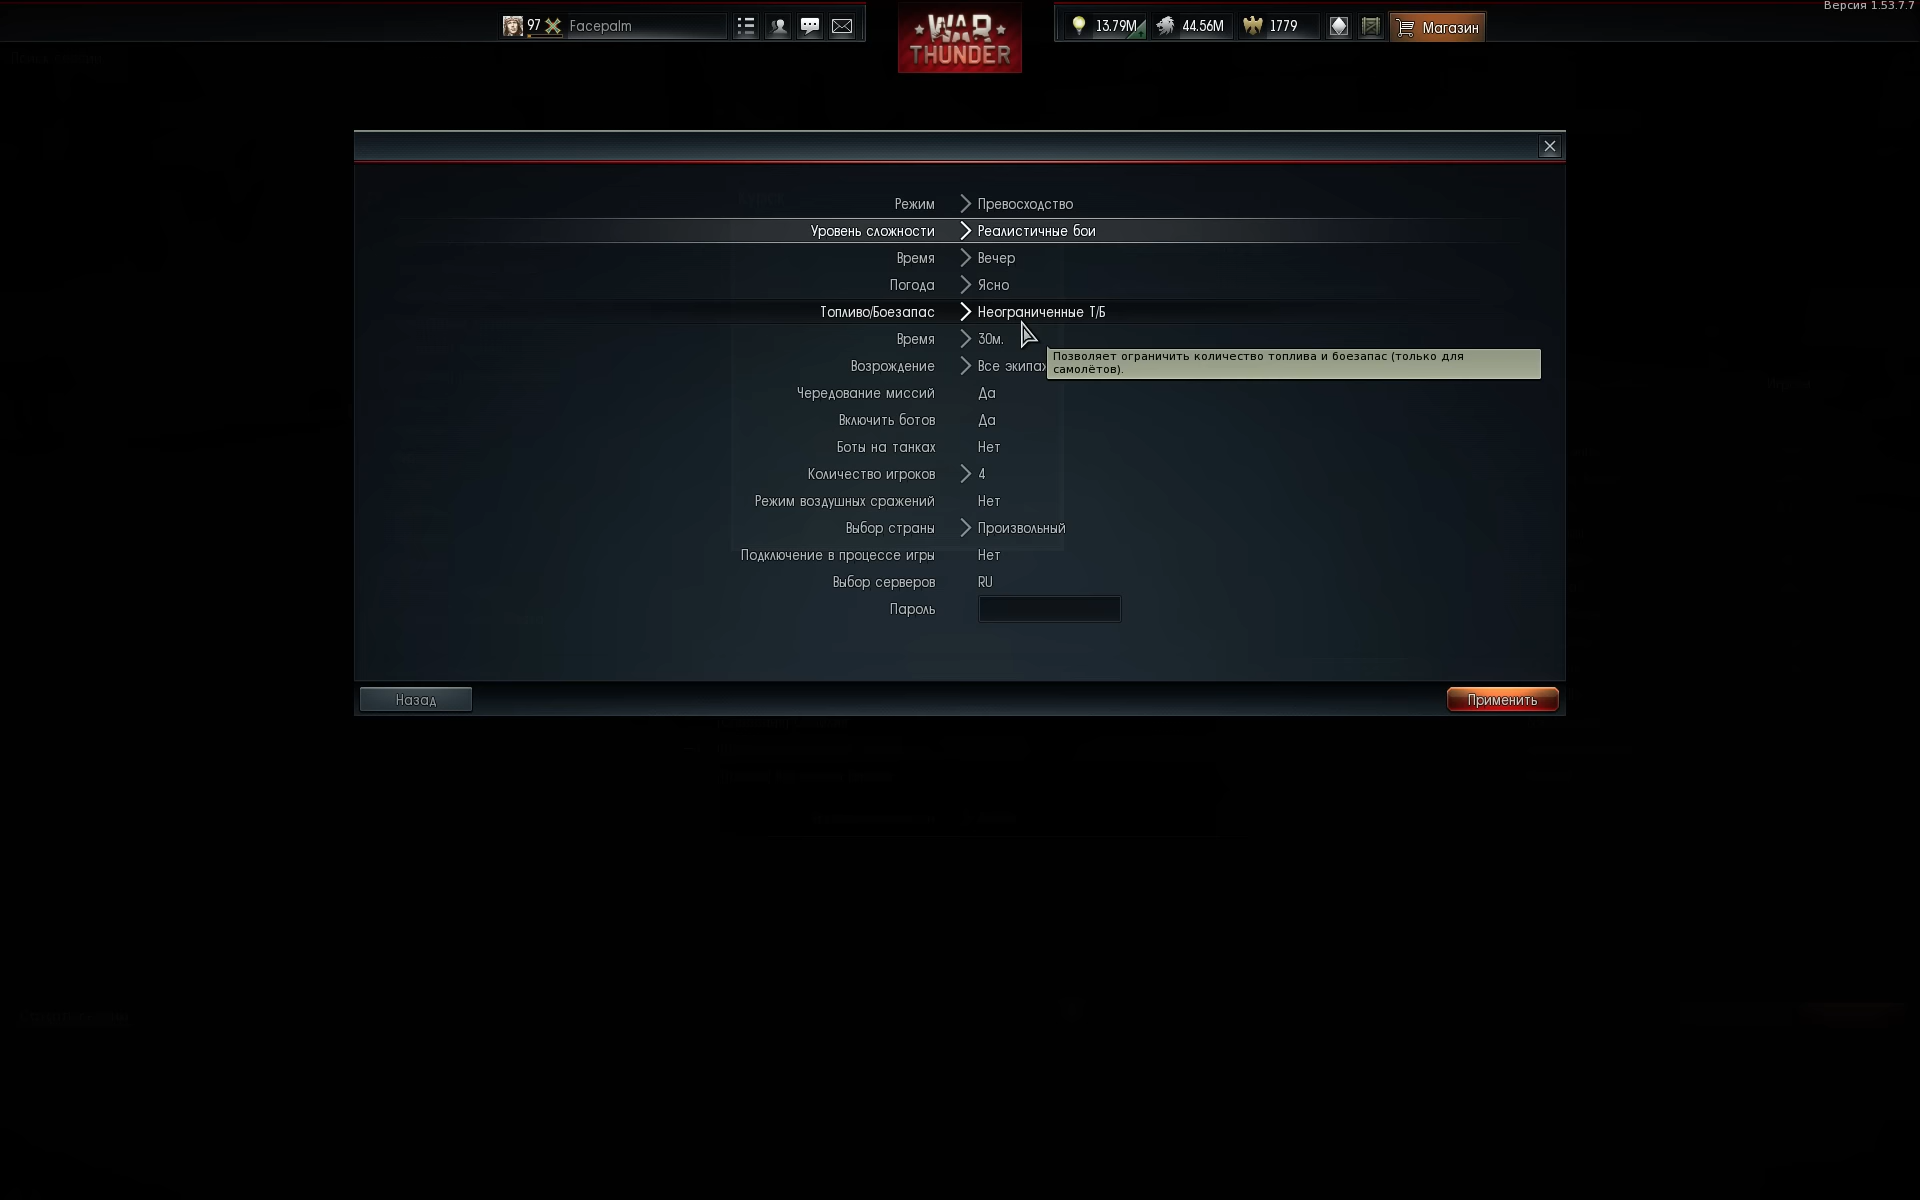 Версия 1.53.7.7
97 Facepalm
WAR
THUNDER
13.79M 44.56M 1779 Магазин
Режим Превосходство
Уровень сложности Реалистичные бои
Время Вечер
Погода Ясно
Топливо/Боезапас Неограниченные Т/Б
Время 30м.
Позволяет ограничить количество топлива и боезапас (только для
самолётов).
Возрождение Все экипаж
Чередование миссий Да
Включить ботов Да
Боты на танках Нет
Количество игроков 4
Режим воздушных сражений Нет
Выбор страны Произвольный
Подключение в процессе игры Нет
Выбор серверов RU
Пароль
Назад Применить